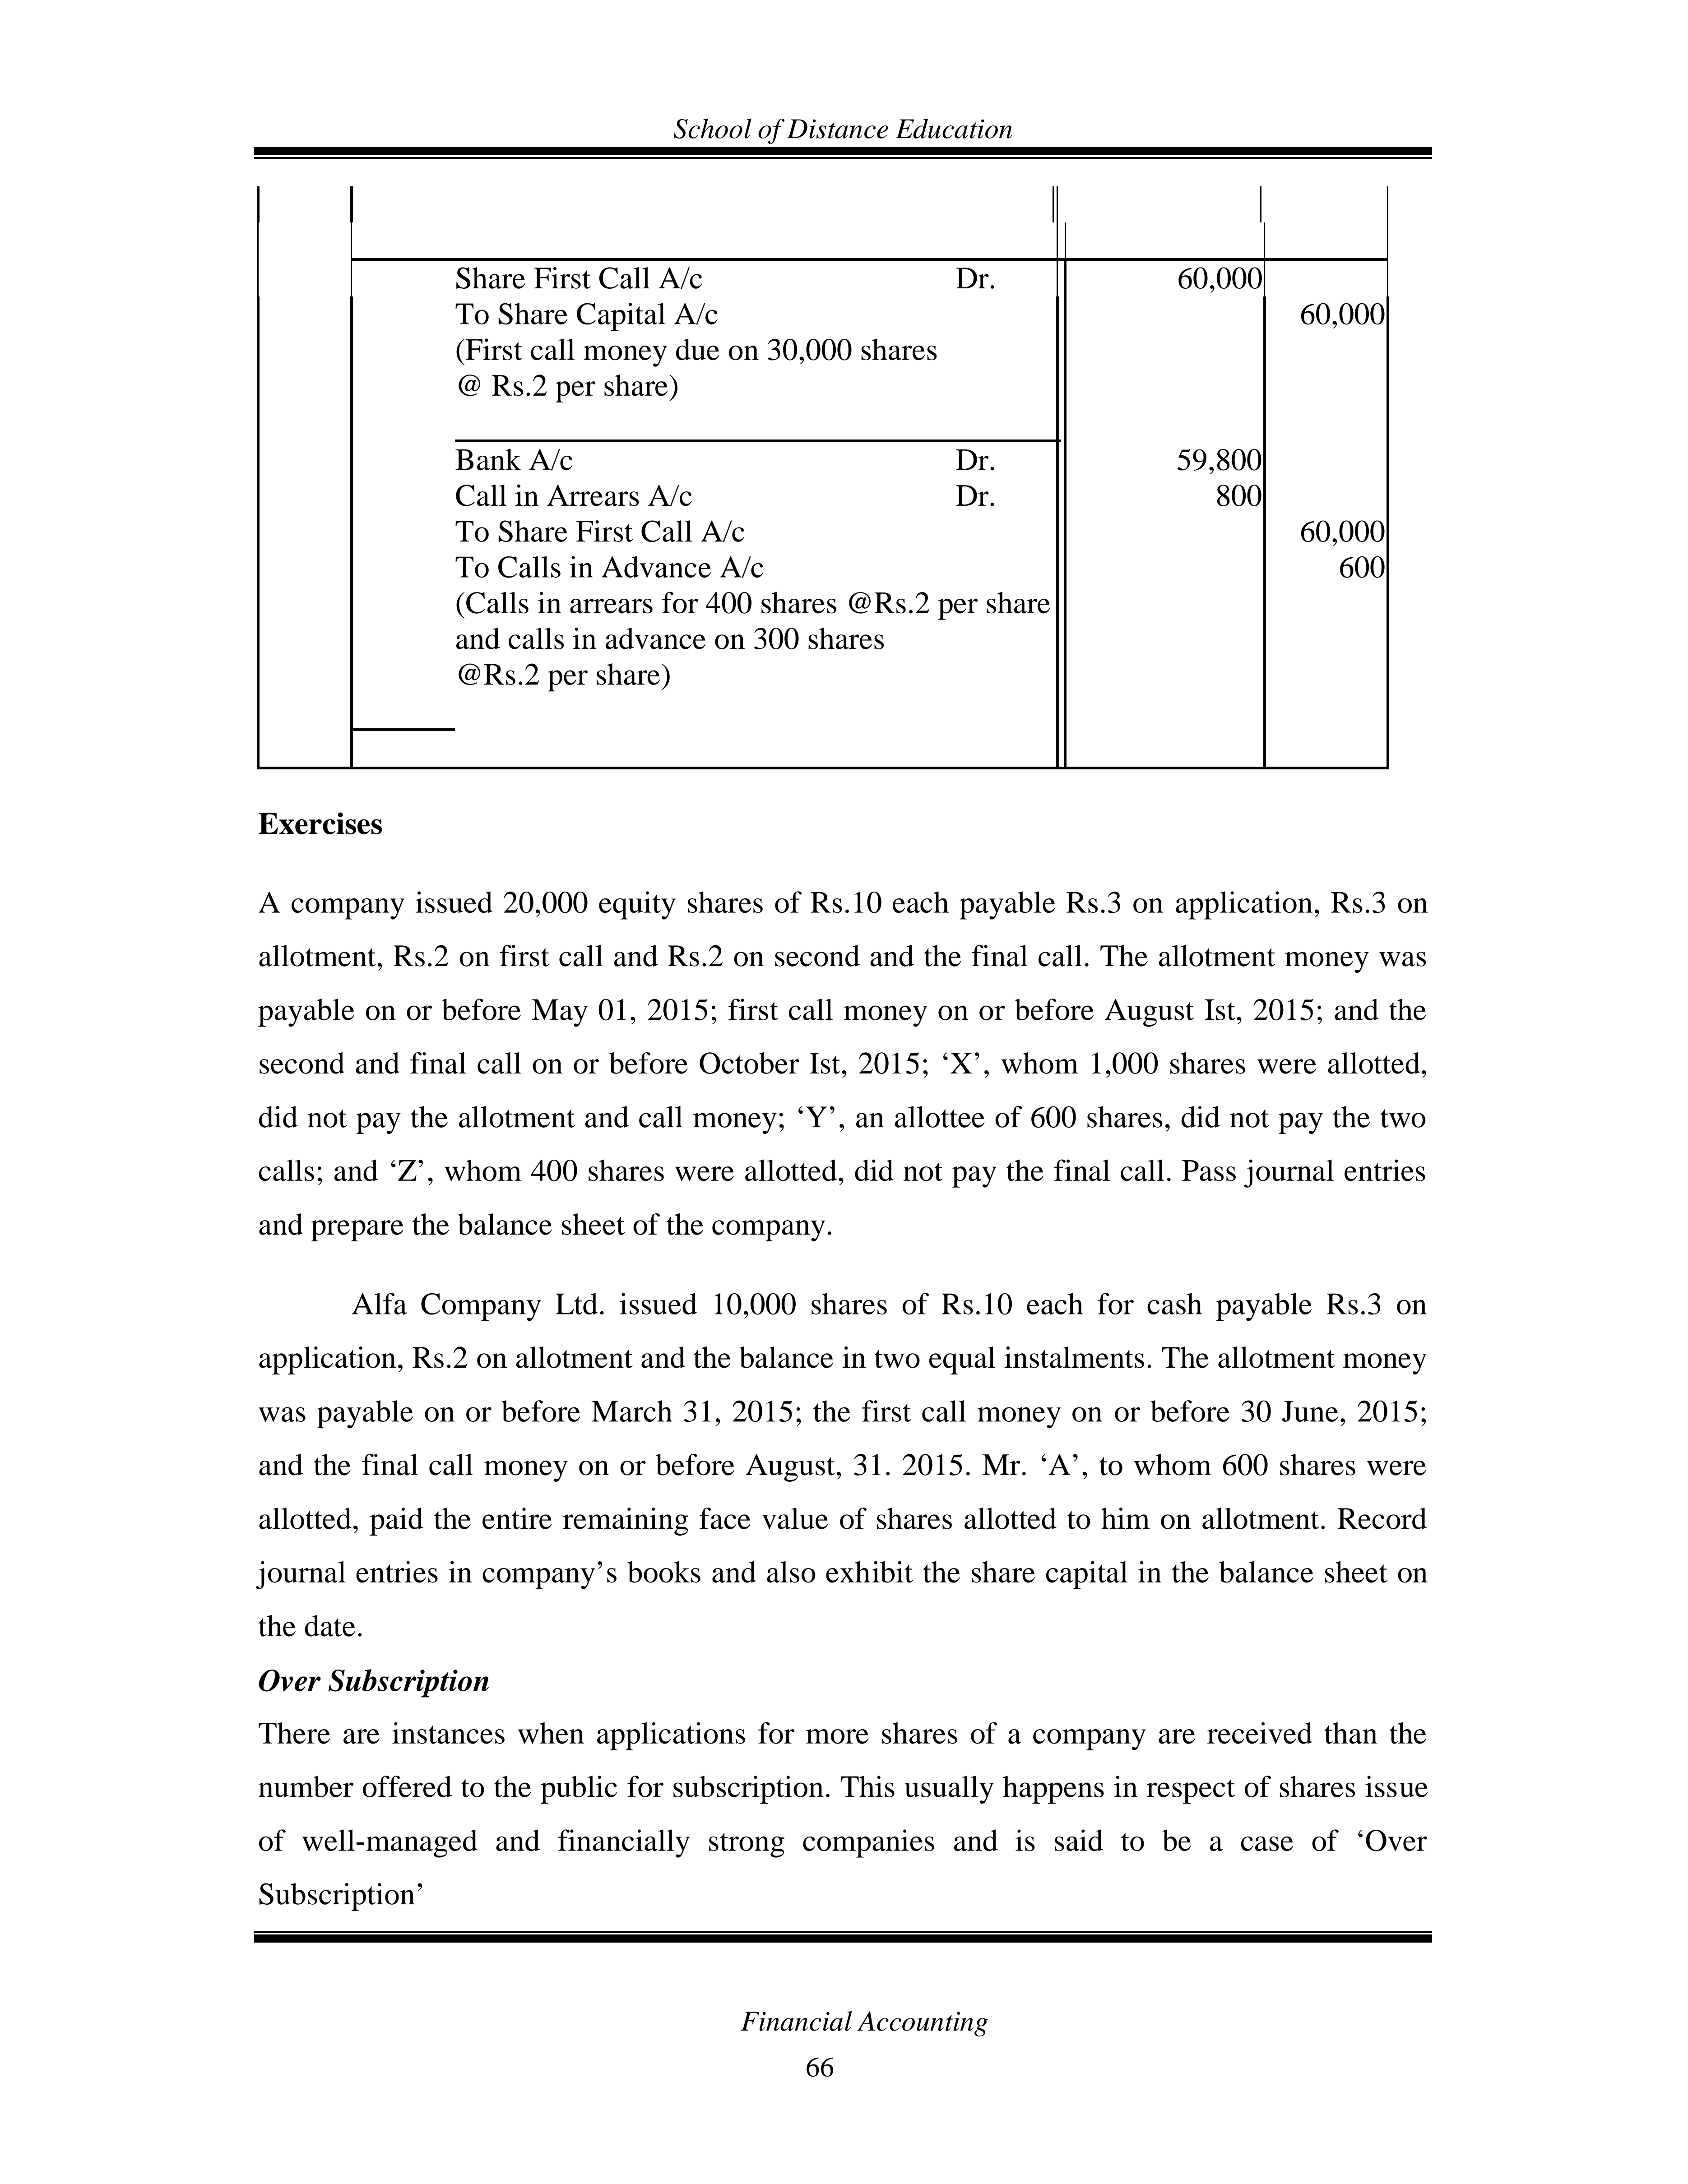 School of Distance Education
Share First Call A/c Dr. 60,000
To Share Capital A/c 60,000
(First call money due on 30,000 shares
@ Rs.2 per share)
Bank A/c Dr. 59,800
Call in Arrears A/c Dr. 800
To Share First Call A/c 60,000
To Calls in Advance A/c 600
(Calls in arrears for 400 shares @Rs.2 per share
and calls in advance on 300 shares
@Rs.2 per share)
Exercises
A company issued 20,000 equity shares of Rs.10 each payable Rs.3 on application, Rs.3 on
allotment, Rs.2 on first call and Rs.2 on second and the final call. The allotment money was
payable on or before May 01, 2015; first call money on or before August Ist, 2015; and the
second and final call on or before October Ist, 2015; ‘X’, whom 1,000 shares were allotted,
did not pay the allotment and call money; ‘Y’, an allottee of 600 shares, did not pay the two
calls; and ‘Z’, whom 400 shares were allotted, did not pay the final call. Pass journal entries
and prepare the balance sheet of the company.
Alfa Company Ltd. issued 10,000 shares of Rs.10 each for cash payable Rs.3 on
application, Rs.2 on allotment and the balance in two equal instalments. The allotment money
was payable on or before March 31, 2015; the first call money on or before 30 June, 2015;
and the final call money on or before August, 31. 2015. Mr. ‘A’, to whom 600 shares were
allotted, paid the entire remaining face value of shares allotted to him on allotment. Record
journal entries in company’s books and also exhibit the share capital in the balance sheet on
the date.
Over Subscription
There are instances when applications for more shares of a company are received than the
number offered to the public for subscription. This usually happens in respect of shares issue
of well-managed and financially strong companies and is said to be a case of ‘Over
Subscription’
Financial Accounting
66